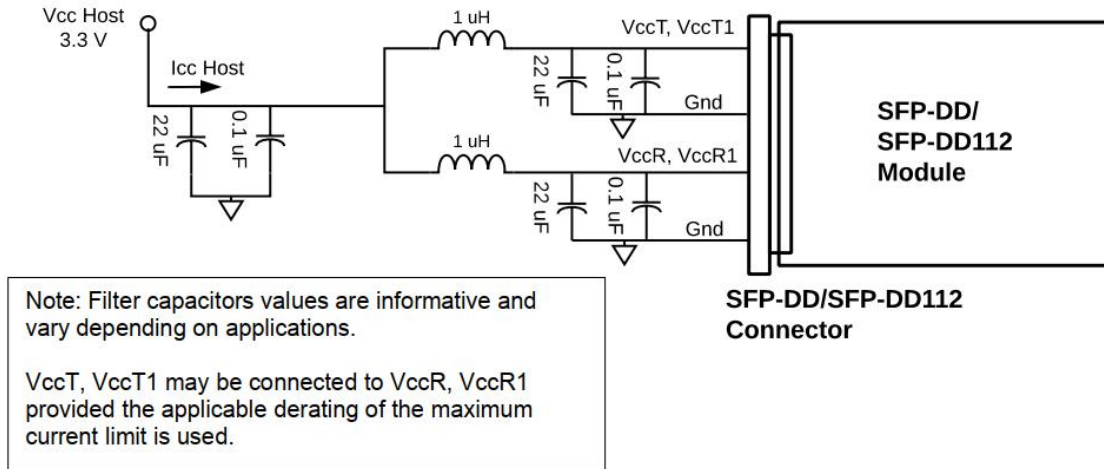 Vcc Host
3.3 V
Icc Host
22 uF
0.1 uF
1 uH
VccT, VccT1
22 uF
0.1 uF
Gnd
1 uH
VccR, VccR1
22 uF
0.1 uF
Gnd
SFP-DD/
SFP-DD112
Module
SFP-DD/SFP-DD112
Connector
Note: Filter capacitors values are informative and
vary depending on applications.
VccT, VccT1 may be connected to VccR, VccR1
provided the applicable derating of the maximum
current limit is used.